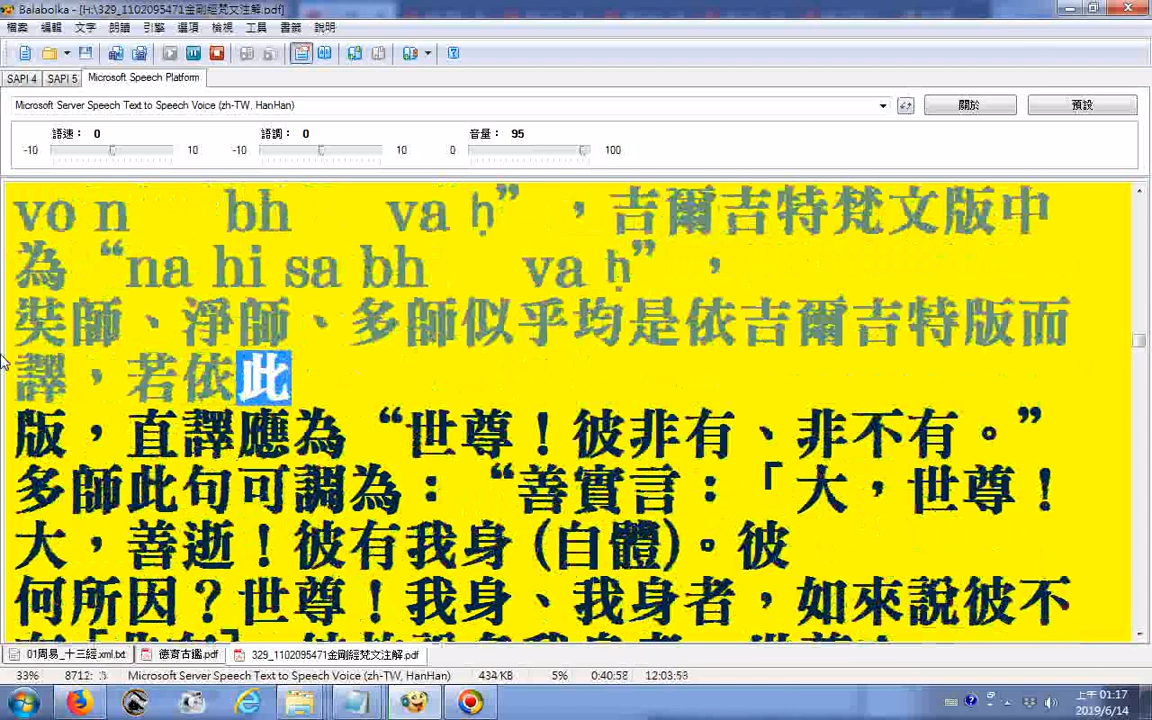 Balabolka - [H:\329_1102095471金剛經梵文注解.pdf]
檔案 編輯 文字 朗讀 引擎 選項 檢視 工具 書籤 說明
SAPI 4 SAPI 5 Microsoft Speech Platform
Microsoft Server Speech Text to Speech Voice (zh-TW, HanHan) 關於 預設
語速： 0 語調： 0 音量： 95
-10 10 -10 10 0 100
vo n bh va ḥ”，吉爾吉特梵文版中
為“na hi sa bh va ḥ”，
奘師、淨師、多師似乎均是依吉爾吉特版而
譯，若依此
版，直譯應為“世尊！彼非有、非不有。”
多師此句可調為：“善實言：「大，世尊！
大，善逝！彼有我身(自體)。彼
何所因？世尊！我身、我身者，如來說彼不
01周易_十三經.xml.txt 德育古鑑.pdf 329_1102095471金剛經梵文注解.pdf
33% Microsoft Server Speech Text to Speech Voice (zh-TW, HanHan) 434 KB 5% 0:40:58 12:03:53
上午 01:17
2019/6/14